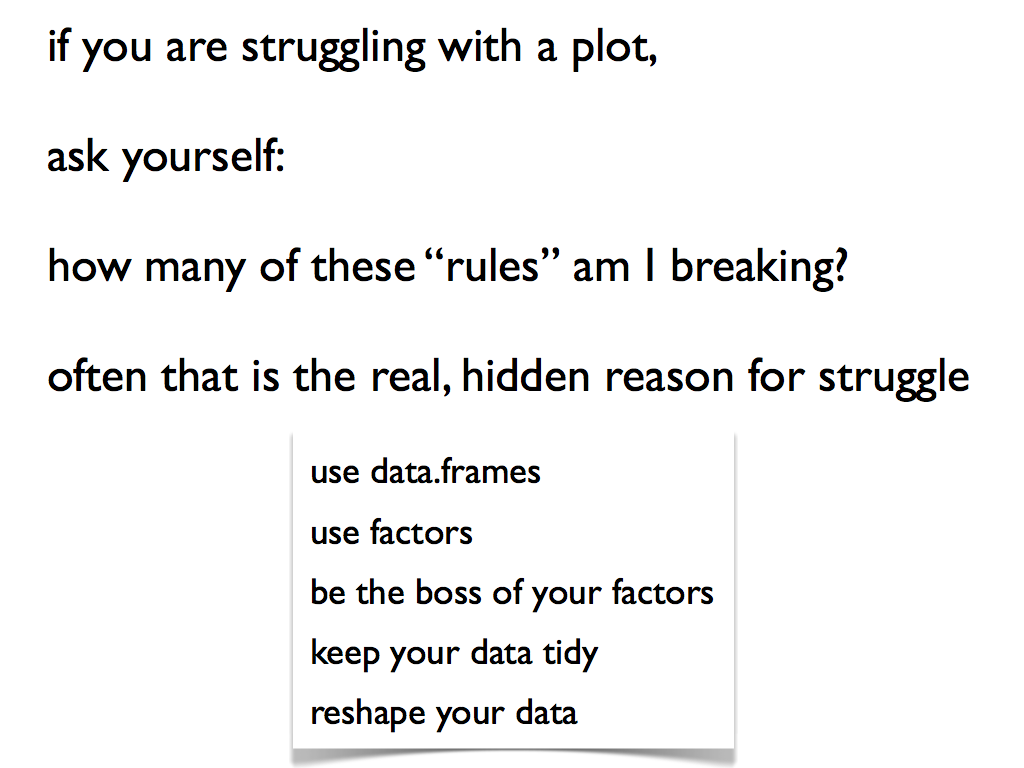 if you are struggling with a plot,
ask yourself:
how many of these “rules” am I breaking?
often that is the real, hidden reason for struggle
use data.frames
use factors
be the boss of your factors
keep your data tidy
reshape your data